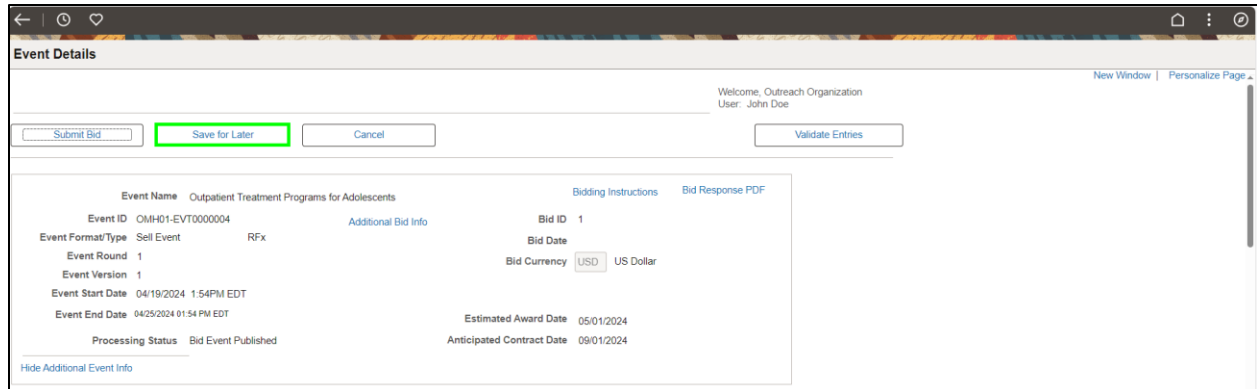 Event Details
New Window | Personalize Page
Welcome, Outreach Organization
User: John Doe
Submit Bid Save for Later Cancel Validate Entries
Event Name Outpatient Treatment Programs for Adolescents Bidding Instructions Bid Response PDF
Event ID OMH01-EVT0000004 Additional Bid Info Bid ID 1
Event Format/Type Sell Event RFx Bid Date
Event Round 1 Bid Currency USD US Dollar
Event Version 1
Event Start Date 04/19/2024 1:54PM EDT
Event End Date 04/25/2024 01:54 PM EDT Estimated Award Date 05/01/2024
Processing Status Bid Event Published Anticipated Contract Date 09/01/2024
Hide Additional Event Info